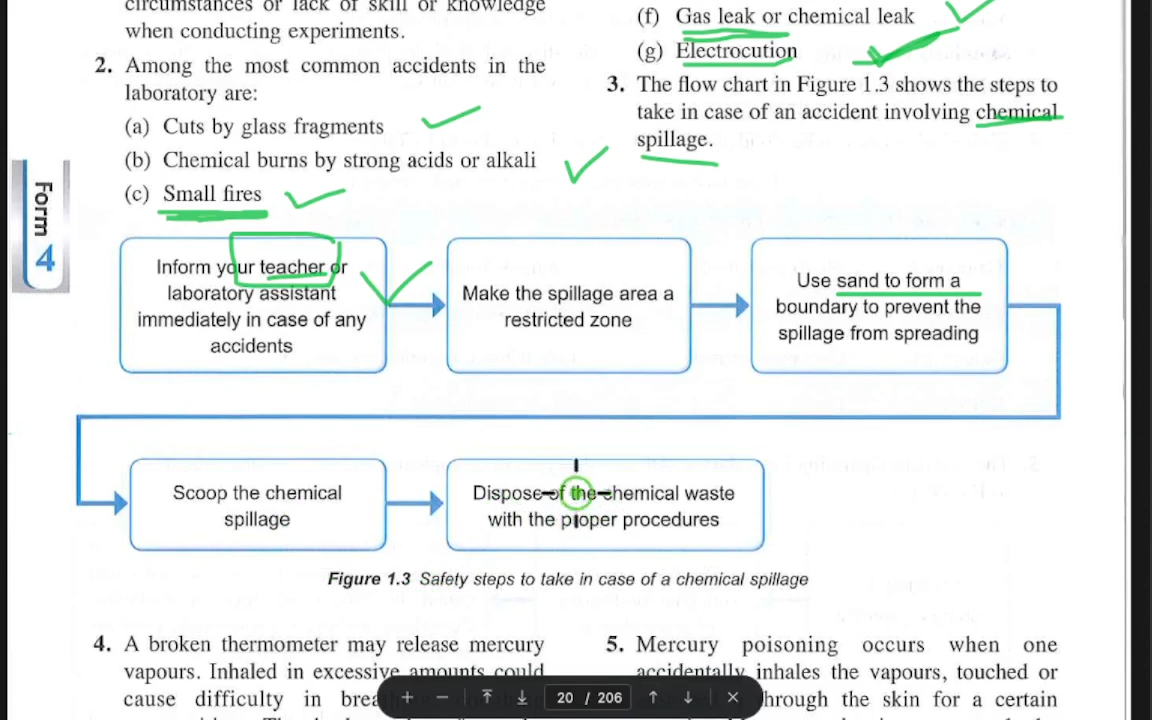 circumstances or lack of skill or knowledge
when conducting experiments.
2. Among the most common accidents in the
laboratory are:
(a) Cuts by glass fragments
(b) Chemical burns by strong acids or alkali
(c) Small fires
(f) Gas leak or chemical leak
(g) Electrocution
3. The flow chart in Figure 1.3 shows the steps to
take in case of an accident involving chemical
spillage.
Form 4
Inform your teacher or
laboratory assistant
immediately in case of any
accidents
Make the spillage area a
restricted zone
Use sand to form a
boundary to prevent the
spillage from spreading
Scoop the chemical
spillage
Dispose of the chemical waste
with the proper procedures
Figure 1.3 Safety steps to take in case of a chemical spillage
4. A broken thermometer may release mercury
vapours. Inhaled in excessive amounts could
cause difficulty in
5. Mercury poisoning occurs when one
accidentally inhales the vapours, touched or
through the skin for a certain
20 / 206